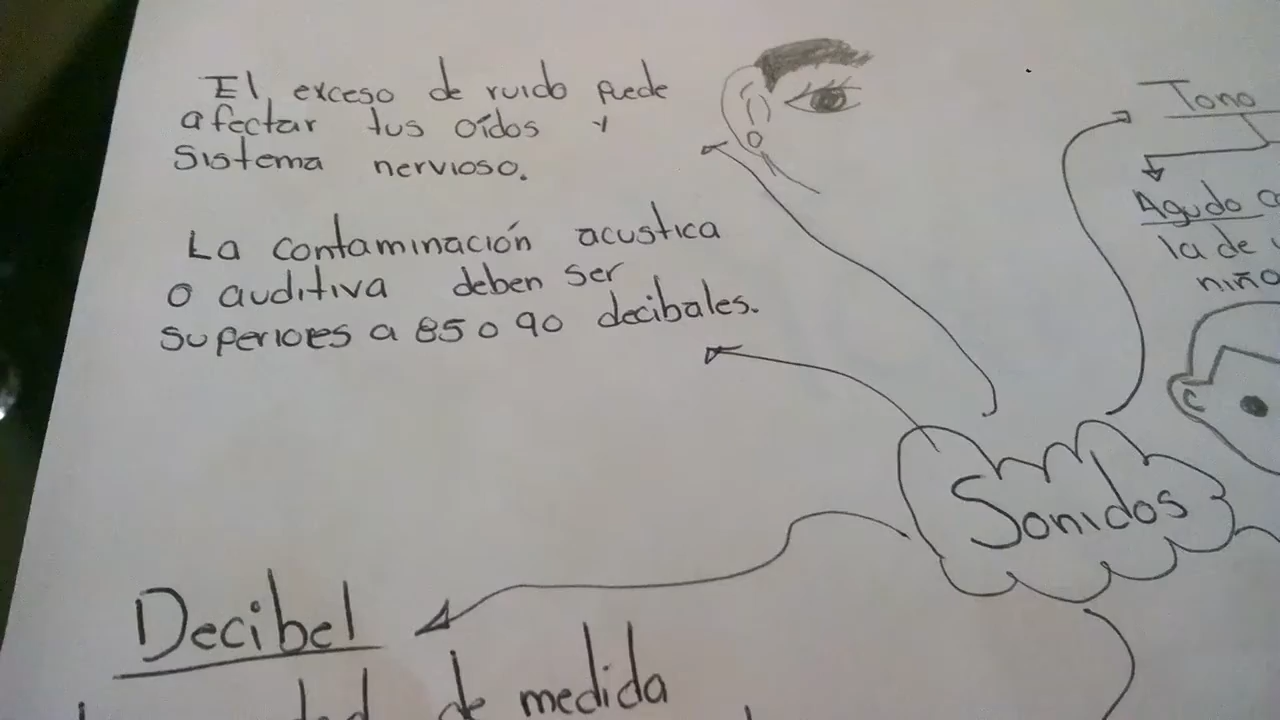 El exceso de ruido puede
afectar tus oídos y
sistema nervioso.
La contaminación acustica
o auditiva deben ser
superiores a 85 o 90 decibales.
Tono
Agudo
la de
niño
Sonidos
Decibel
de medida